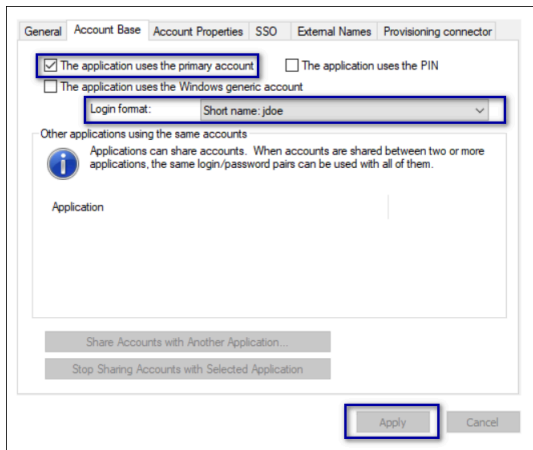 General Account Base Account Properties SSO External Names Provisioning connector
The application uses the primary account The application uses the PIN
The application uses the Windows generic account
Login format: Short name: jdoe
Other applications using the same accounts
Applications can share accounts. When accounts are shared between two or more
applications, the same login/password pairs can be used with all of them.
Application
Share Accounts with Another Application...
Stop Sharing Accounts with Selected Application
Apply Cancel